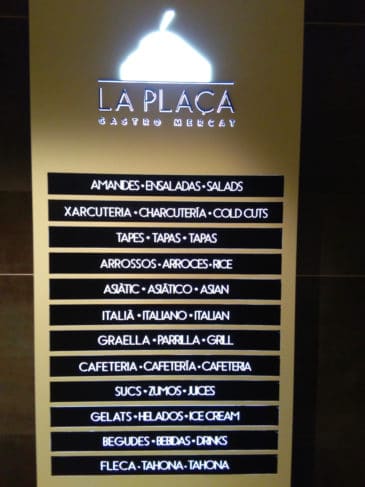 LA PLAÇA
GASTRO MERCAT
AMANIDES • ENSALADAS • SALADS
XARCUTERIA • CHARCUTERÍA • COLD CUTS
TAPES • TAPAS • TAPAS
ARROSSOS • ARROCES • RICE
ASIÀTIC • ASIÁTICO • ASIAN
ITALIÀ • ITALIANO • ITALIAN
GRAELLA • PARRILLA • GRILL
CAFETERIA • CAFETERÍA • CAFETERIA
SUCS • ZUMOS • JUICES
GELATS • HELADOS • ICE CREAM
BEGUDES • BEBIDAS • DRINKS
FLECA • TAHONA • TAHONA